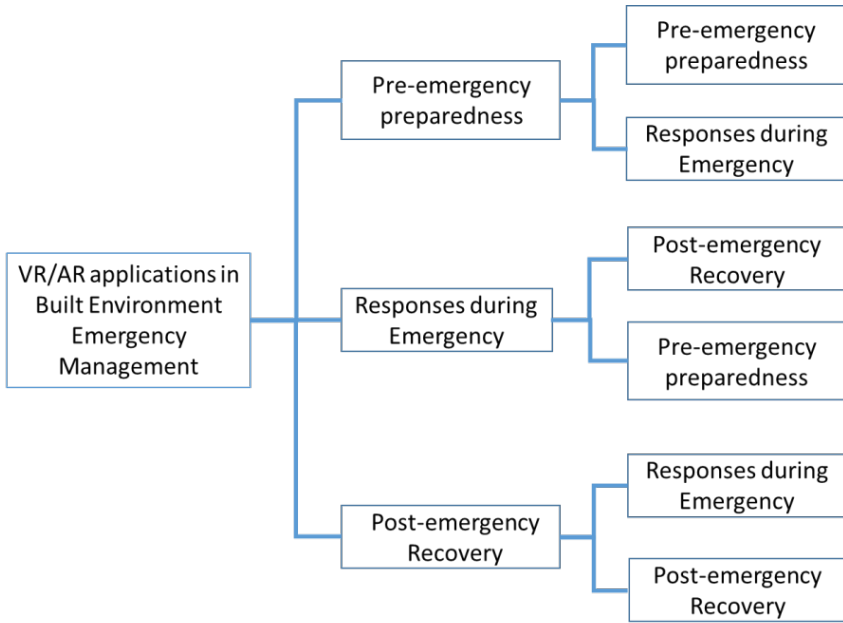 VR/AR applications in
Built Environment
Emergency
Management
Pre-emergency
preparedness
Pre-emergency
preparedness
Responses during
Emergency
Responses during
Emergency
Post-emergency
Recovery
Pre-emergency
preparedness
Post-emergency
Recovery
Responses during
Emergency
Post-emergency
Recovery